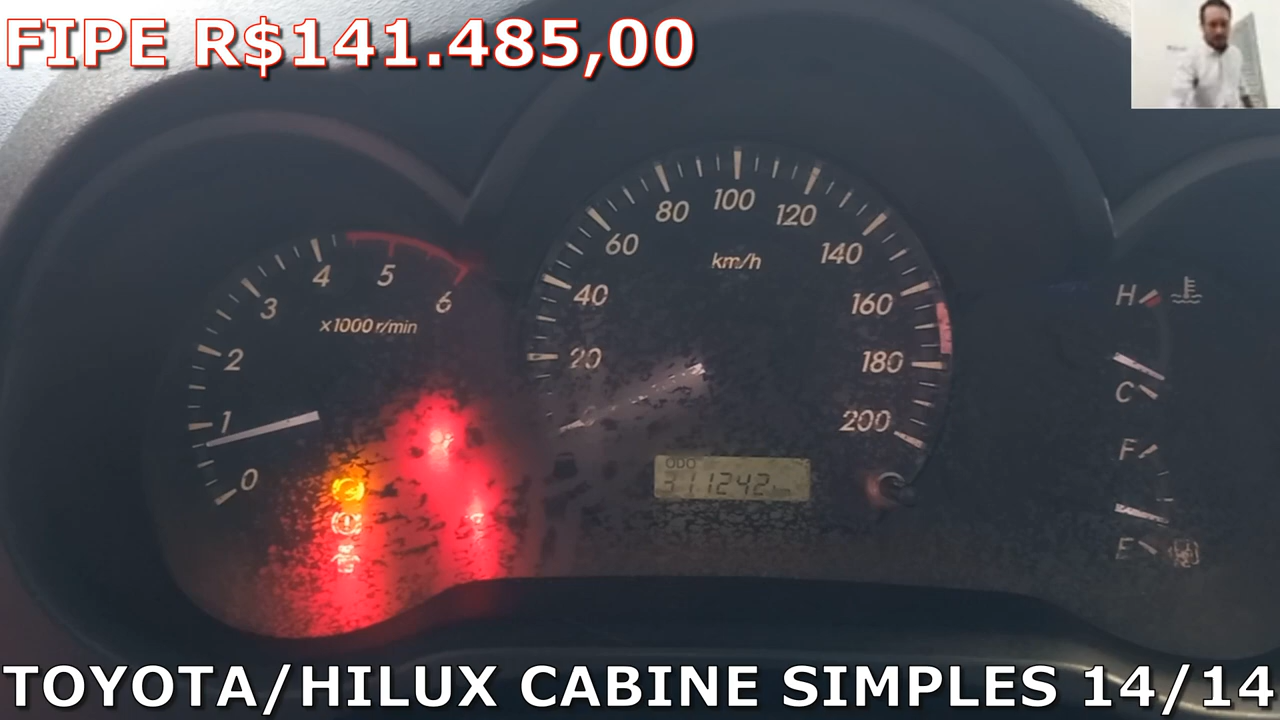 FIPE R$141.485,00
80 100 120
60 140
km/h
40 160
20 180
200
4 5
3 6
x1000 r/min
2
1
0
H
C
F
E
ODO
311242 km
TOYOTA/HILUX CABINE SIMPLES 14/14